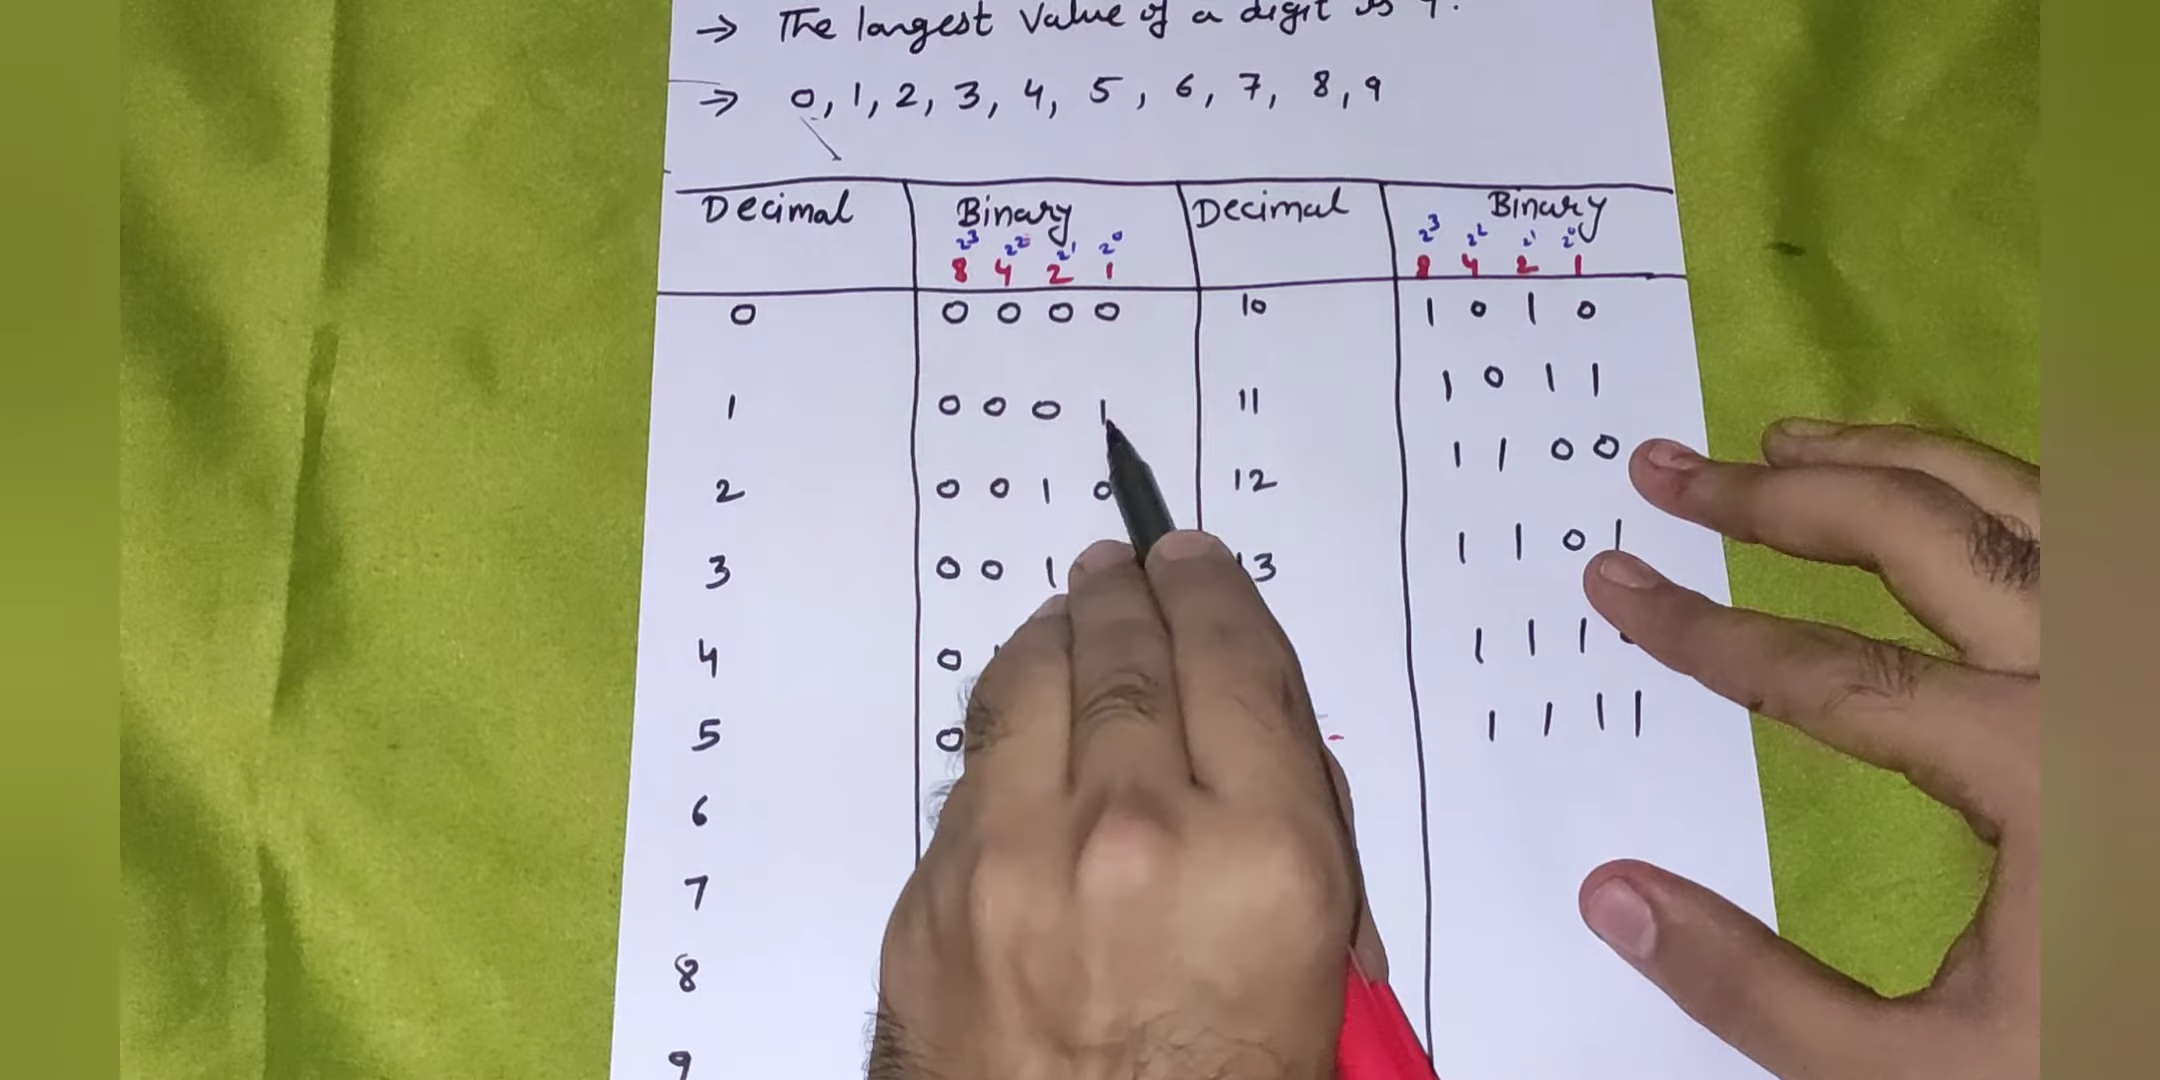 → The largest value of a digit is 9.
→ 0, 1, 2, 3, 4, 5, 6, 7, 8, 9
Decimal Binary Decimal Binary
2³ 2² 2¹ 2⁰ 2³ 2² 2¹ 2⁰
8 4 2 1 8 4 2 1
0 0 0 0 0 10 1 0 1 0
1 0 0 0 1 11 1 0 1 1
2 0 0 1 0 12 1 1 0 0
3 0 0 1 13 1 1 0 1
4 0 1 1 1
5 0 1 1 1 1
6
7
8
9